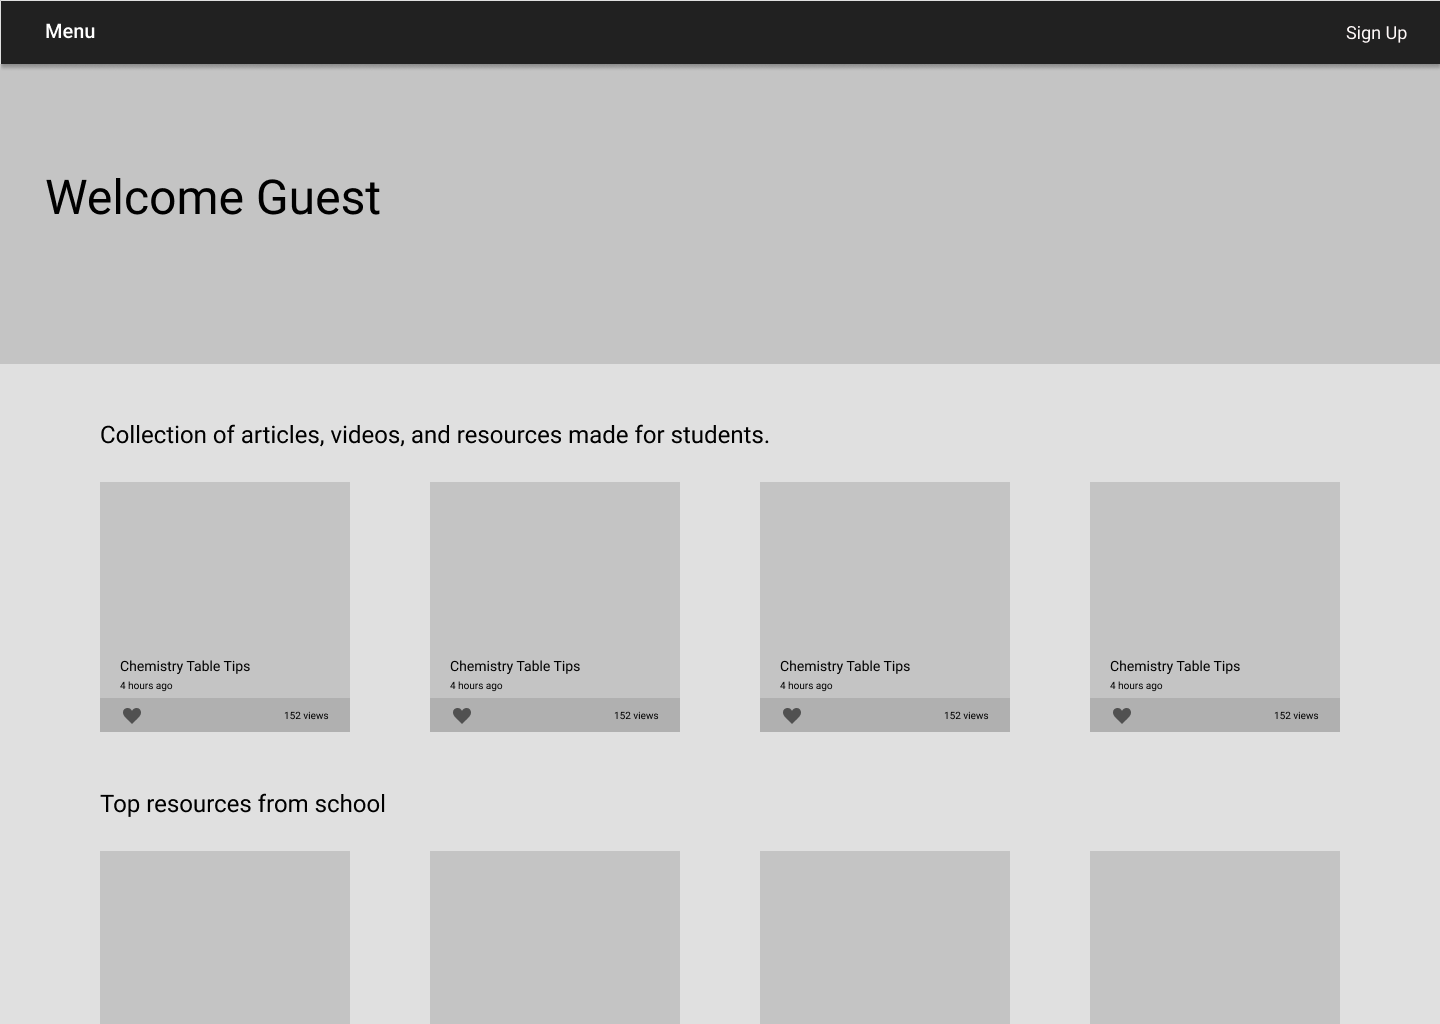 Menu
Sign Up
Welcome Guest
Collection of articles, videos, and resources made for students.
Chemistry Table Tips
4 hours ago
152 views
Chemistry Table Tips
4 hours ago
152 views
Chemistry Table Tips
4 hours ago
152 views
Chemistry Table Tips
4 hours ago
152 views
Top resources from school